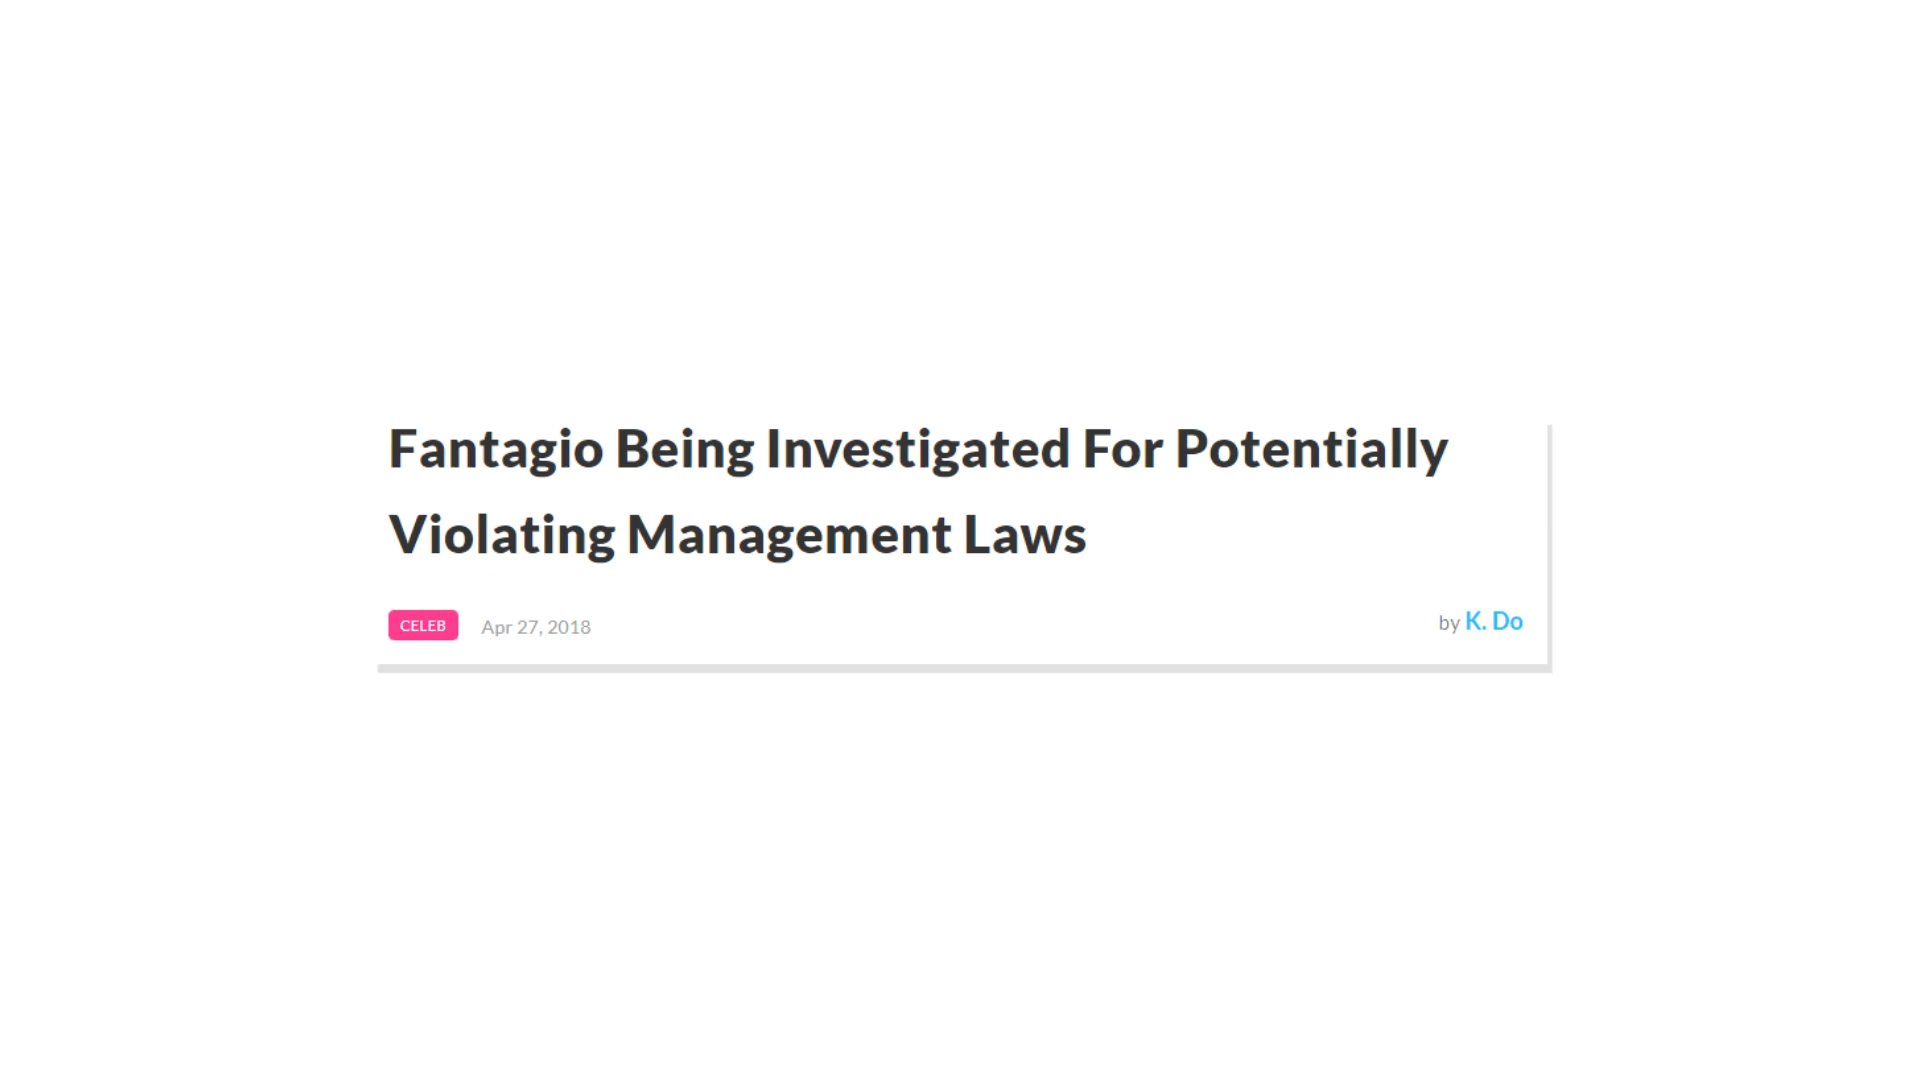 Fantagio Being Investigated For Potentially
Violating Management Laws
CELEB Apr 27, 2018 by K. Do